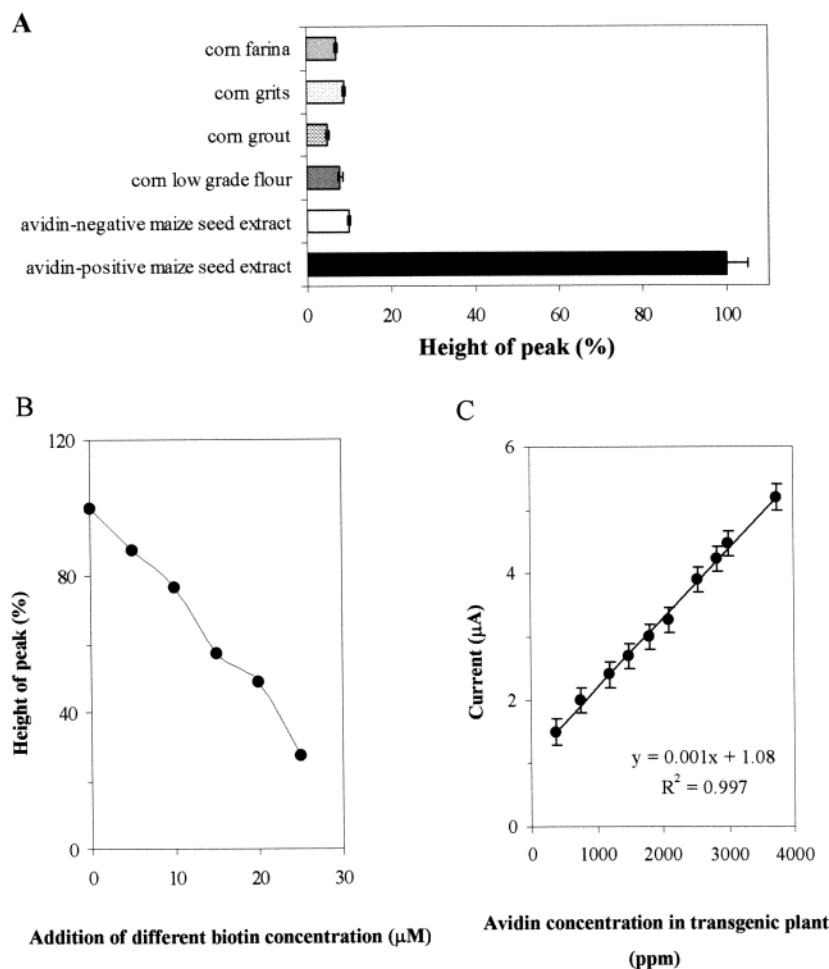 A
corn farina
corn grits
corn grout
corn low grade flour
avidin-negative maize seed extract
avidin-positive maize seed extract
0 20 40 60 80 100
Height of peak (%)
B
120
80
40
0
Height of peak (%)
0 10 20 30
Addition of different biotin concentration (μM)
C
6
4
2
0
Current (μA)
y = 0.001x + 1.08
R² = 0.997
0 1000 2000 3000 4000
Avidin concentration in transgenic plant
(ppm)